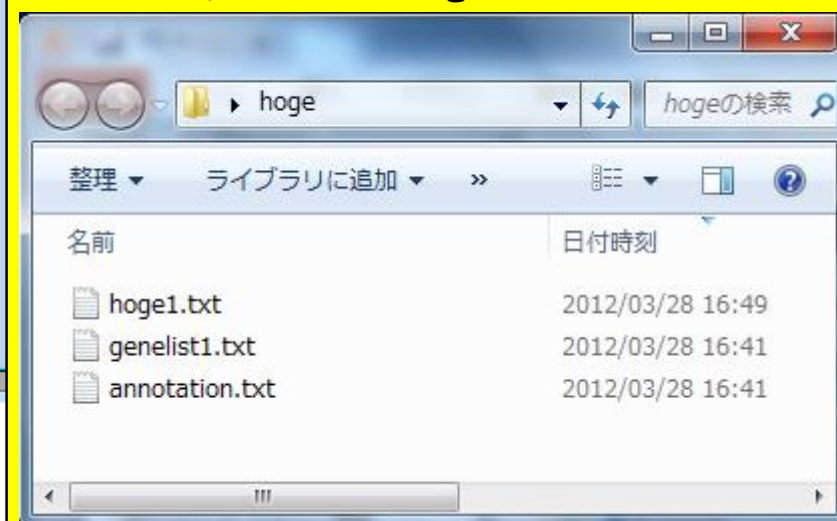 hoge
hogeの検索
整理
ライブラリに追加
»
名前
日付時刻
hoge1.txt
2012/03/28 16:49
genelist1.txt
2012/03/28 16:41
annotation.txt
2012/03/28 16:41